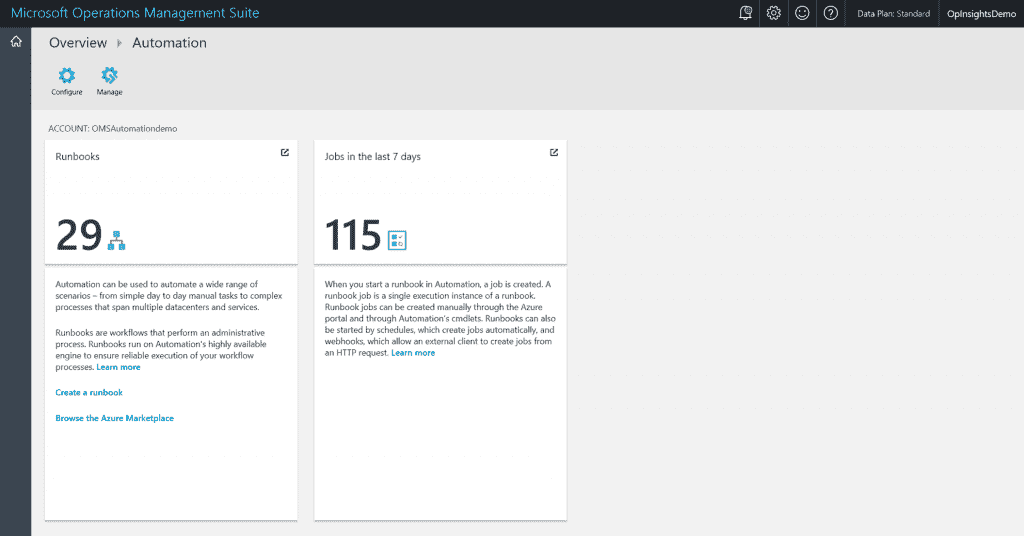 Microsoft Operations Management Suite
Data Plan: Standard
OpInsightsDemo
Overview
Automation
Configure
Manage
ACCOUNT: OMSAutomationdemo
Runbooks
29
Automation can be used to automate a wide range of
scenarios – from simple day to day manual tasks to complex
processes that span multiple datacenters and services.
Runbooks are workflows that perform an administrative
process. Runbooks run on Automation's highly available
engine to ensure reliable execution of your workflow
processes. Learn more
Create a runbook
Browse the Azure Marketplace
Jobs in the last 7 days
115
When you start a runbook in Automation, a job is created. A
runbook job is a single execution instance of a runbook.
Runbook jobs can be created manually through the Azure
portal and through Automation's cmdlets. Runbooks can also
be started by schedules, which create jobs automatically, and
webhooks, which allow an external client to create jobs from
an HTTP request. Learn more